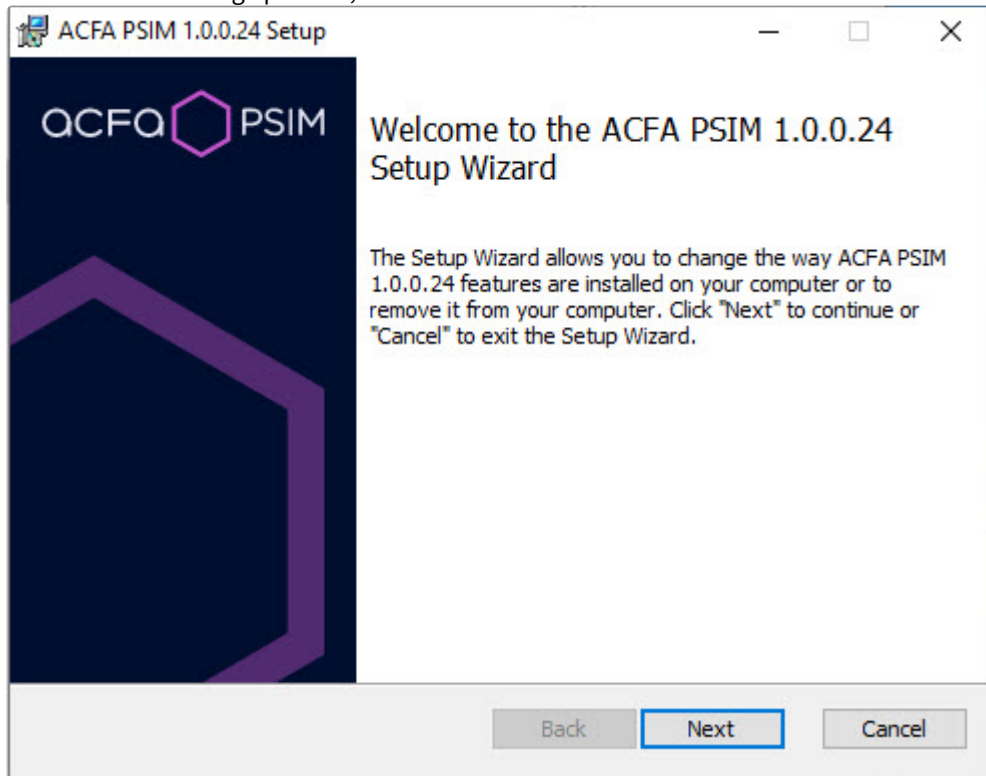 ACFA PSIM 1.0.0.24 Setup
acfa PSIM
Welcome to the ACFA PSIM 1.0.0.24
Setup Wizard
The Setup Wizard allows you to change the way ACFA PSIM
1.0.0.24 features are installed on your computer or to
remove it from your computer. Click "Next" to continue or
"Cancel" to exit the Setup Wizard.
Back Next Cancel